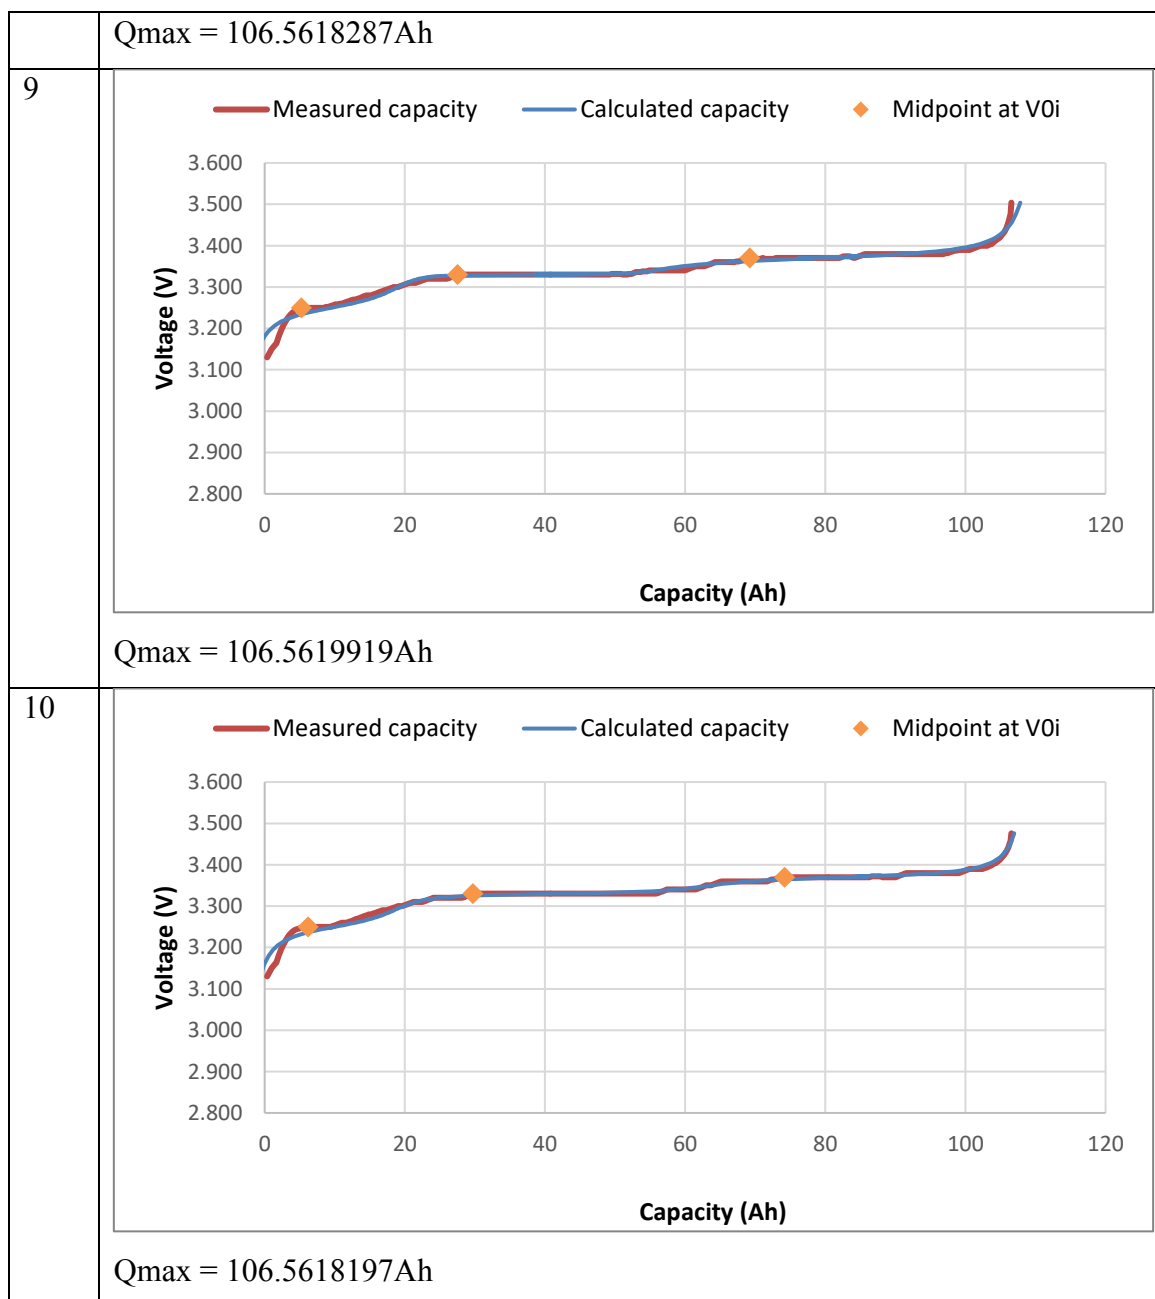 Qmax = 106.5618287Ah
9
Measured capacity Calculated capacity Midpoint at V0i
3.600
3.500
3.400
3.300
3.200
3.100
3.000
2.900
2.800
Voltage (V)
0 20 40 60 80 100 120
Capacity (Ah)
Qmax = 106.5619919Ah
10
Measured capacity Calculated capacity Midpoint at V0i
3.600
3.500
3.400
3.300
3.200
3.100
3.000
2.900
2.800
Voltage (V)
0 20 40 60 80 100 120
Capacity (Ah)
Qmax = 106.5618197Ah